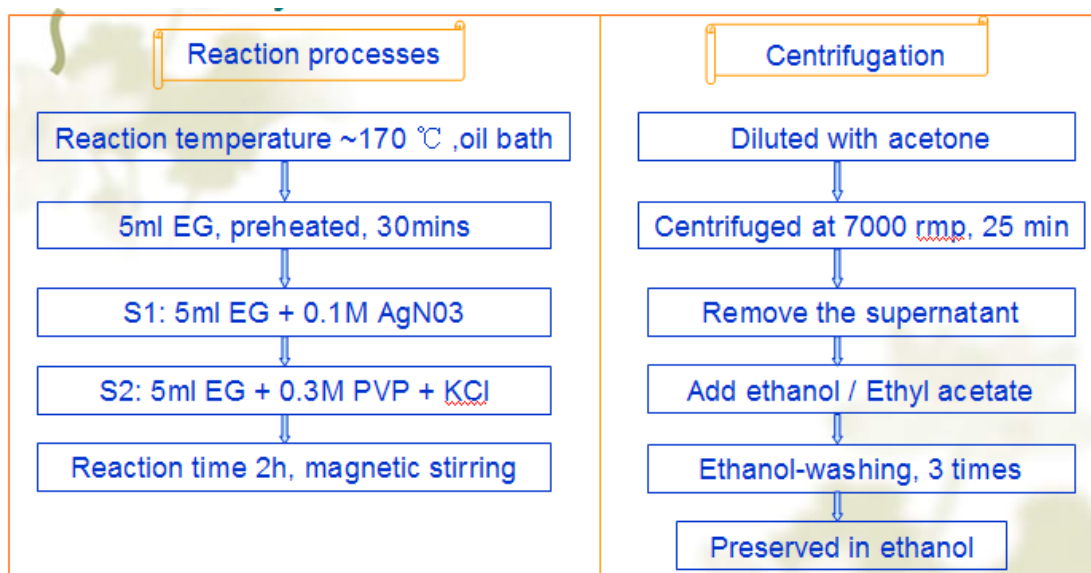 Reaction processes
Reaction temperature ~170 ℃ ,oil bath
5ml EG, preheated, 30mins
S1: 5ml EG + 0.1M AgN03
S2: 5ml EG + 0.3M PVP + KCl
Reaction time 2h, magnetic stirring
Centrifugation
Diluted with acetone
Centrifuged at 7000 rmp, 25 min
Remove the supernatant
Add ethanol / Ethyl acetate
Ethanol-washing, 3 times
Preserved in ethanol